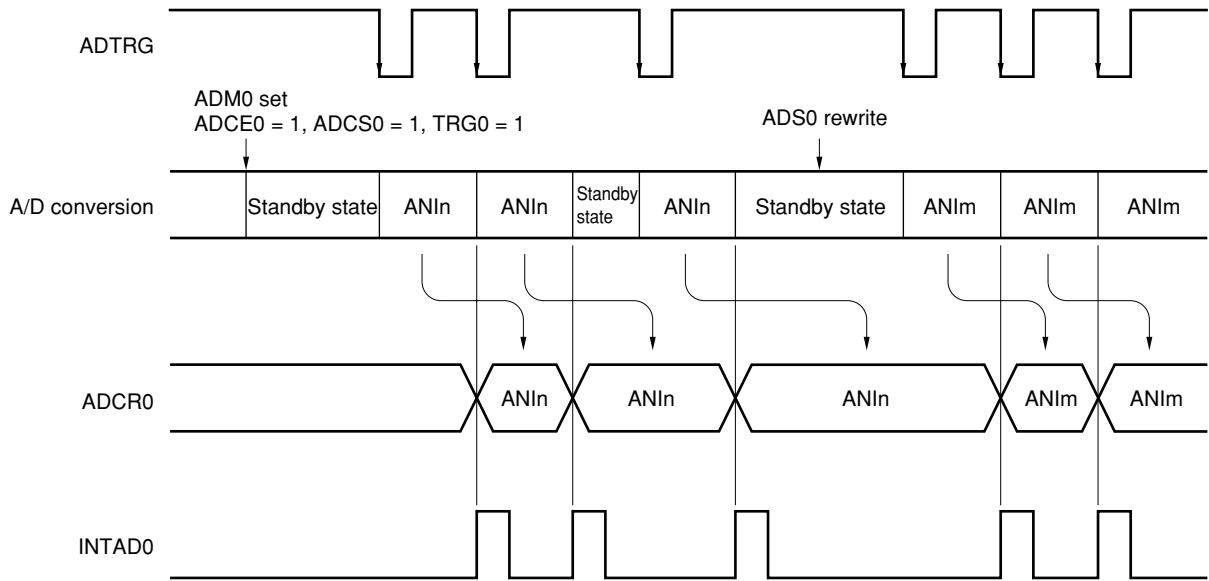 ADTRG
ADM0 set
ADCE0 = 1, ADCS0 = 1, TRG0 = 1
ADS0 rewrite
A/D conversion
Standby state
ANIn
ANIn
Standby
state
ANIn
Standby state
ANIm
ANIm
ANIm
ADCR0
ANIn
ANIn
ANIn
ANIm
ANIm
INTAD0